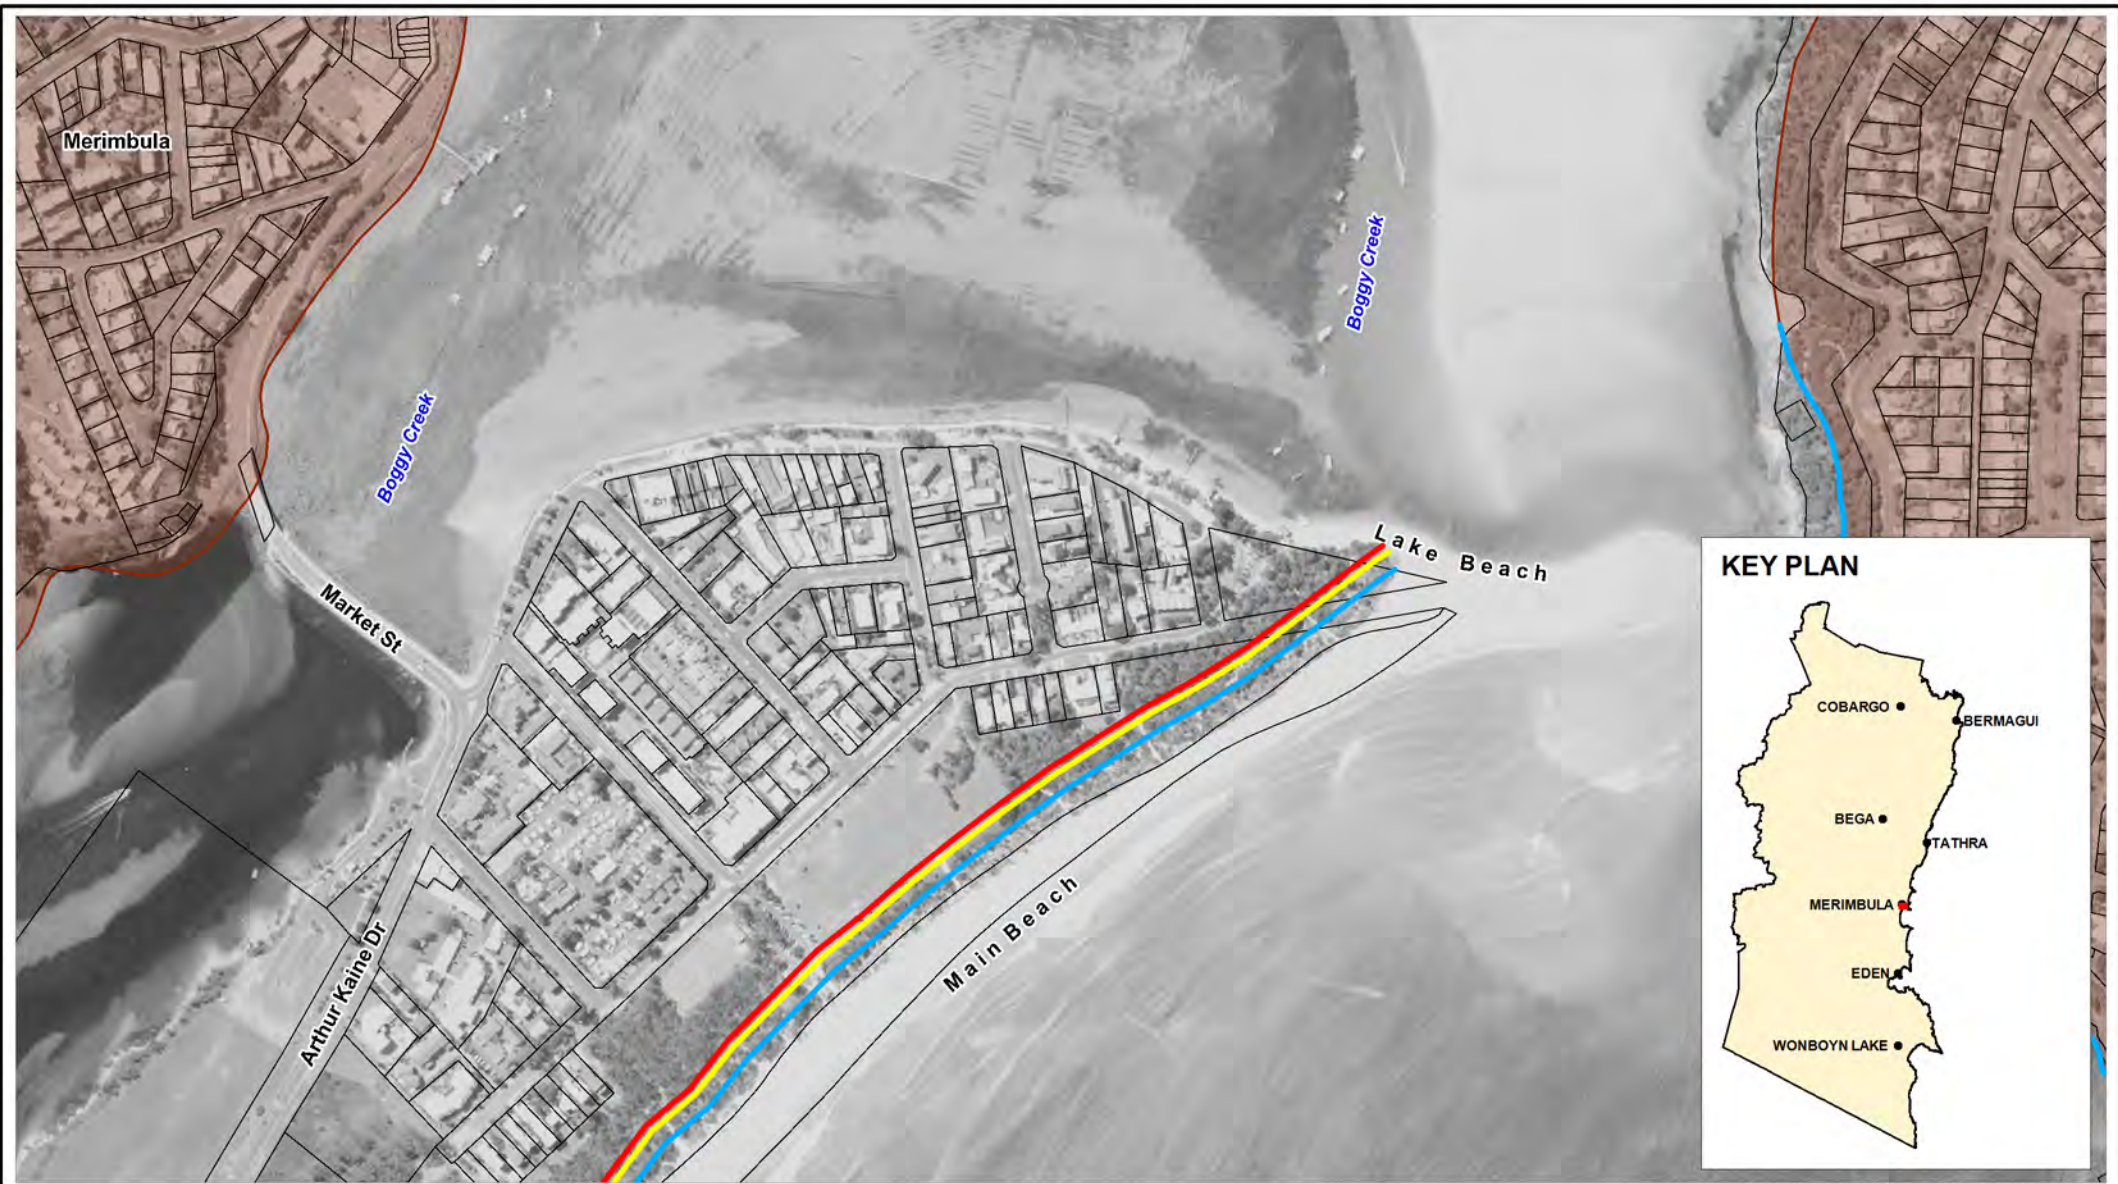 Merimbula
Boggy Creek
Boggy Creek
Lake Beach
Market St
Main Beach
Arthur Kaine Dr
KEY PLAN
COBARGO
BERMAGUI
BEGA
TATHRA
MERIMBULA
EDEN
WONBOYN LAKE